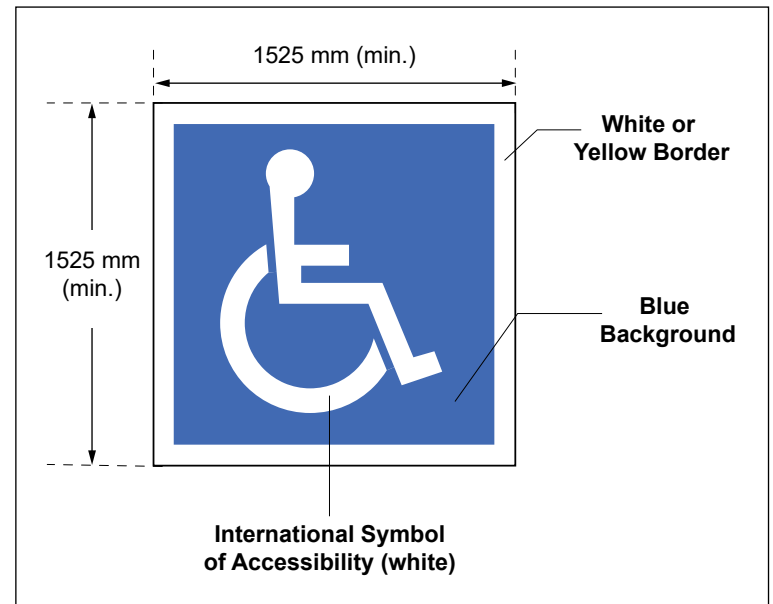 1525 mm (min.)
White or
Yellow Border
1525 mm
(min.)
Blue
Background
International Symbol
of Accessibility (white)